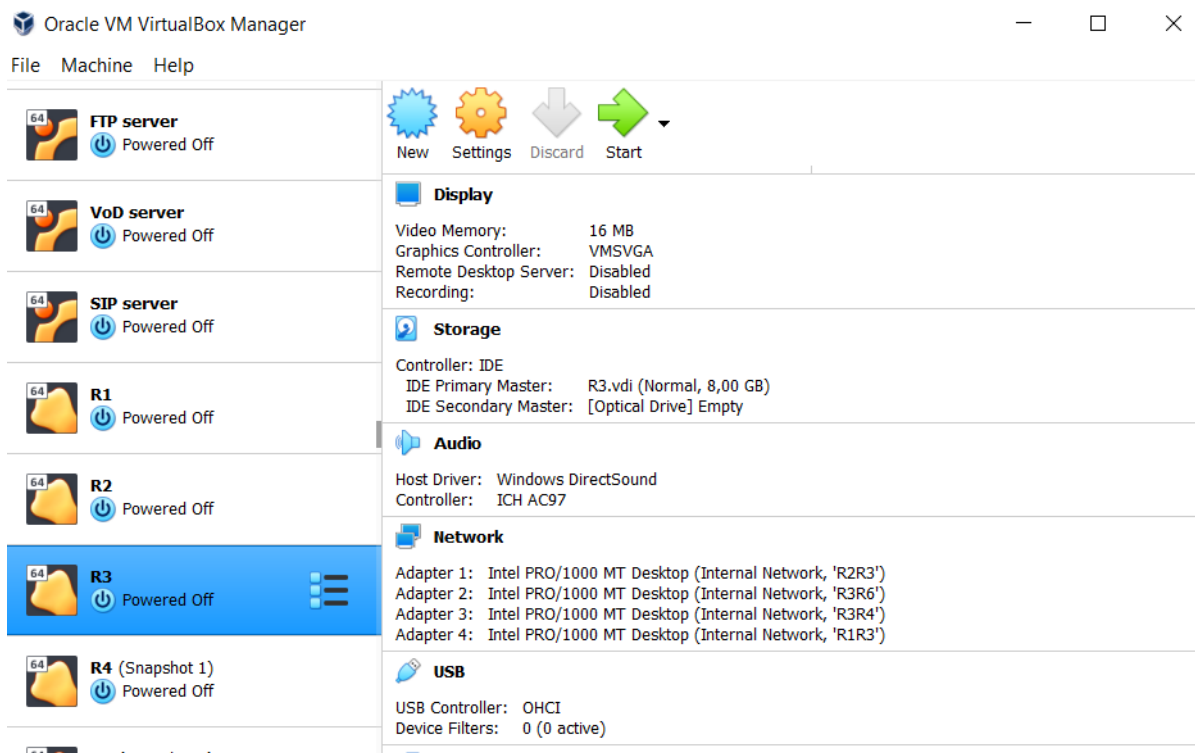 Oracle VM VirtualBox Manager
File Machine Help
64
FTP server
Powered Off
64
VoD server
Powered Off
64
SIP server
Powered Off
64
R1
Powered Off
64
R2
Powered Off
64
R3
Powered Off
64
R4 (Snapshot 1)
Powered Off
64
New Settings Discard Start
Display
Video Memory: 16 MB
Graphics Controller: VMSVGA
Remote Desktop Server: Disabled
Recording: Disabled
Storage
Controller: IDE
IDE Primary Master: R3.vdi (Normal, 8,00 GB)
IDE Secondary Master: [Optical Drive] Empty
Audio
Host Driver: Windows DirectSound
Controller: ICH AC97
Network
Adapter 1: Intel PRO/1000 MT Desktop (Internal Network, 'R2R3')
Adapter 2: Intel PRO/1000 MT Desktop (Internal Network, 'R3R6')
Adapter 3: Intel PRO/1000 MT Desktop (Internal Network, 'R3R4')
Adapter 4: Intel PRO/1000 MT Desktop (Internal Network, 'R1R3')
USB
USB Controller: OHCI
Device Filters: 0 (0 active)